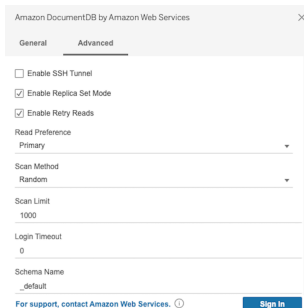 Amazon DocumentDB by Amazon Web Services
General Advanced
Enable SSH Tunnel
Enable Replica Set Mode
Enable Retry Reads
Read Preference
Primary
Scan Method
Random
Scan Limit
1000
Login Timeout
0
Schema Name
_default
For support, contact Amazon Web Services. Sign In